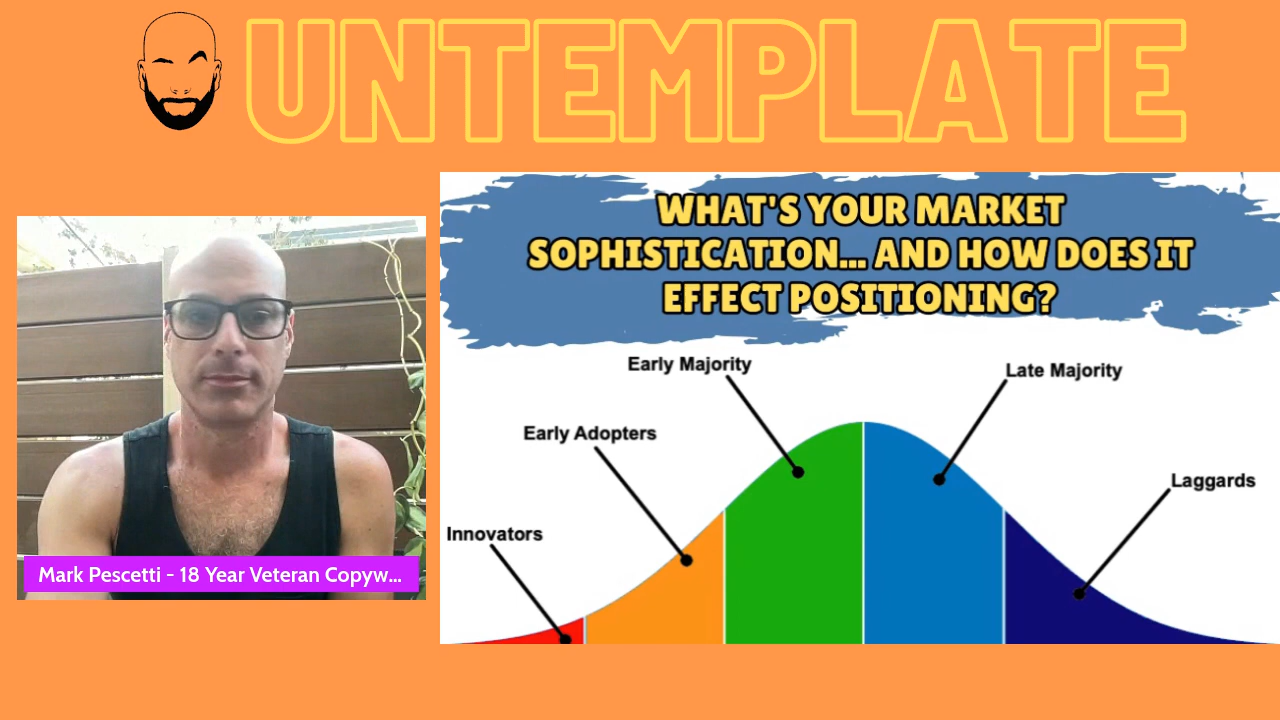 UNTEMPLATE
WHAT'S YOUR MARKET
SOPHISTICATION... AND HOW DOES IT
EFFECT POSITIONING?
Early Majority
Late Majority
Early Adopters
Laggards
Innovators
Mark Pescetti - 18 Year Veteran Copyw...